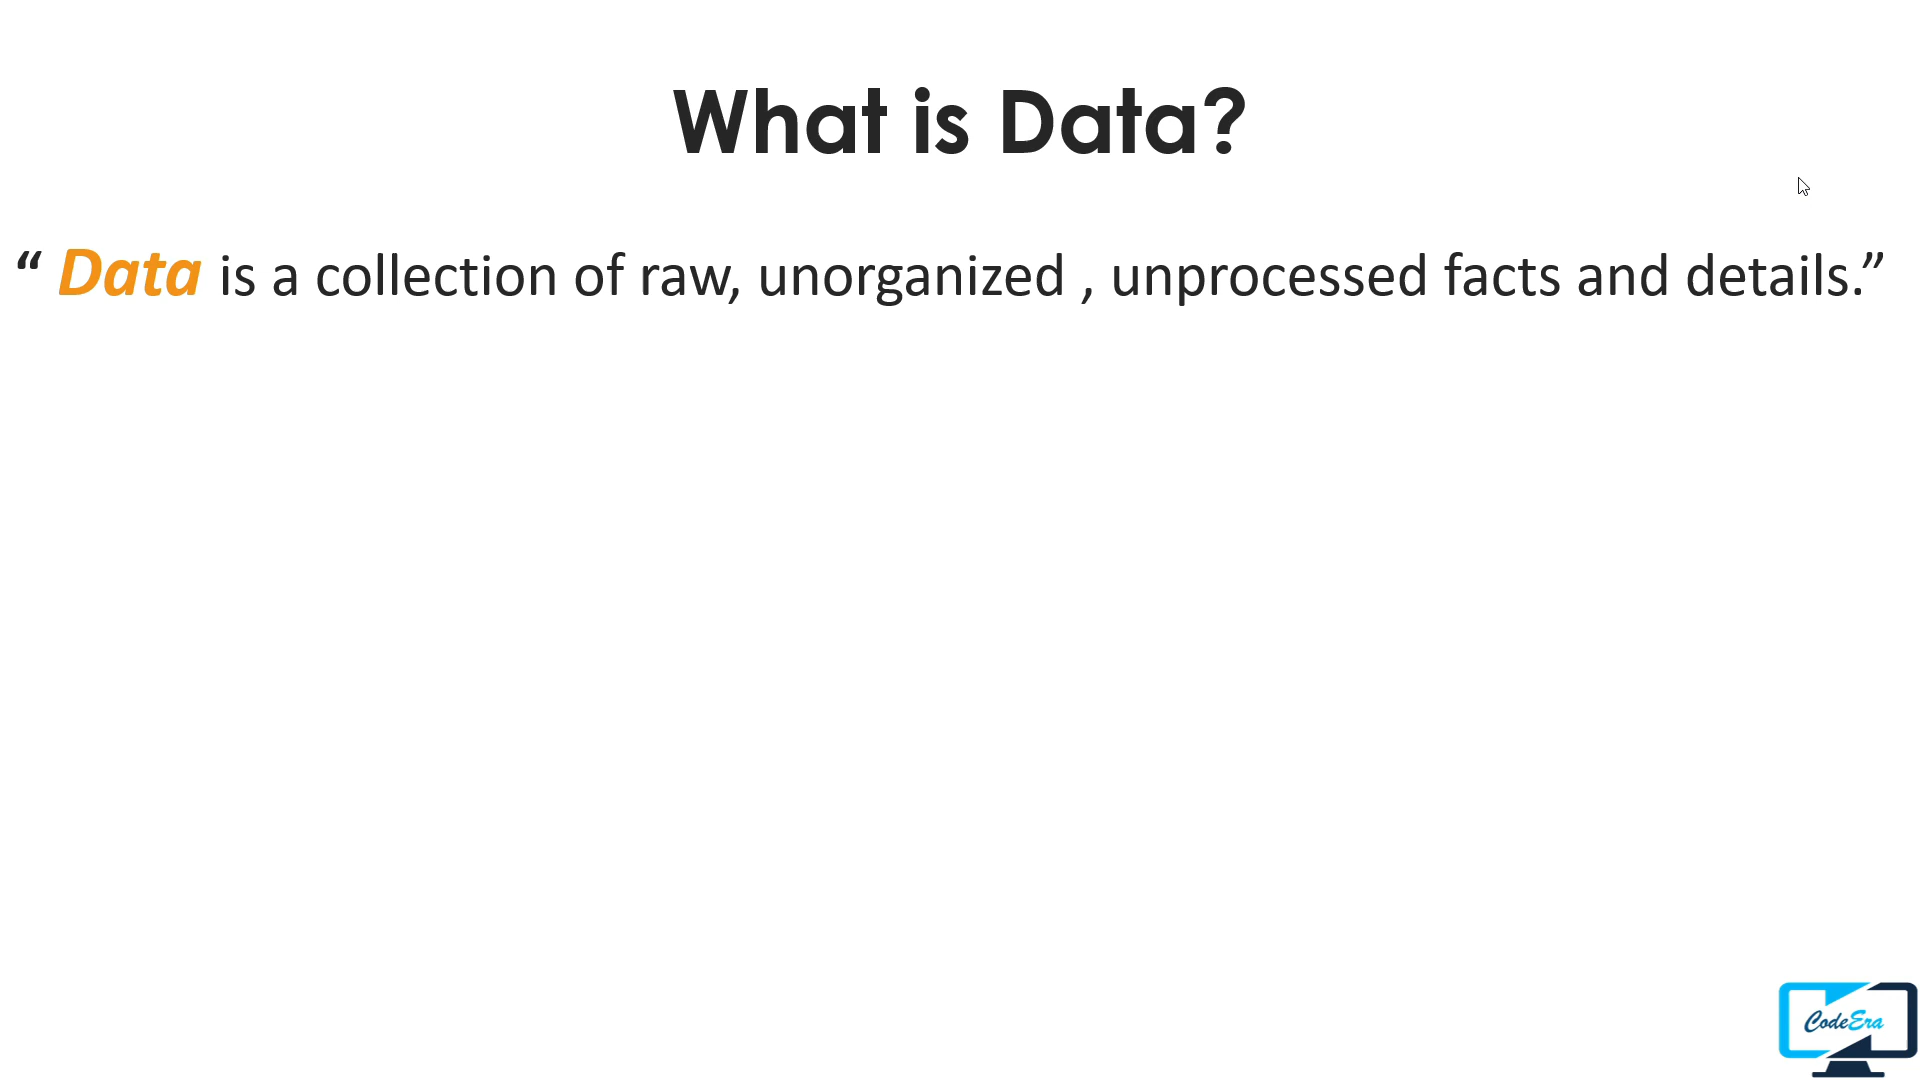 What is Data?
“ Data is a collection of raw, unorganized , unprocessed facts and details.”
CodeEra